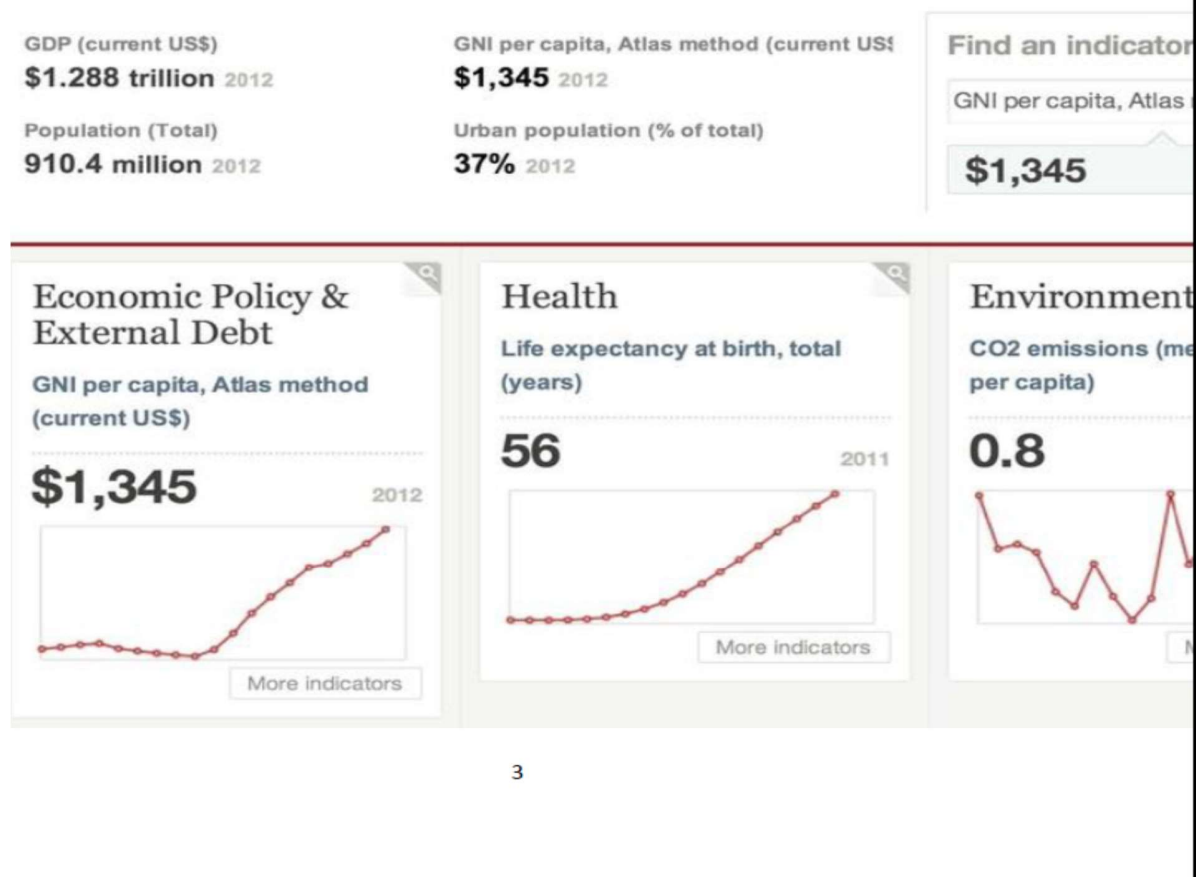 GDP (current US$)
$1.288 trillion 2012
GNI per capita, Atlas method (current US$
$1,345 2012
Population (Total)
910.4 million 2012
Urban population (% of total)
37% 2012
Find an indicator
GNI per capita, Atlas
$1,345
Economic Policy &
External Debt
GNI per capita, Atlas method
(current US$)
$1,345 2012
More indicators
Health
Life expectancy at birth, total
(years)
56 2011
More indicators
Environment
CO2 emissions (me
per capita)
0.8
3